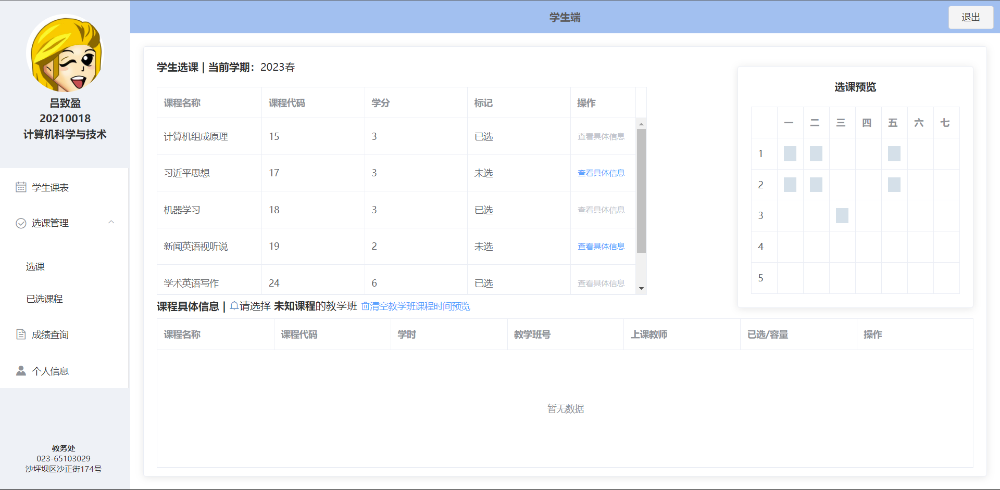 吕致盈
20210018
计算机科学与技术
学生课表
选课管理
选课
已选课程
成绩查询
个人信息
教务处
023-65103029
沙坪坝区沙正街174号
学生端
退出
学生选课 | 当前学期：2023春
课程名称 课程代码 学分 标记 操作
计算机组成原理 15 3 已选 查看具体信息
习近平思想 17 3 未选 查看具体信息
机器学习 18 3 已选 查看具体信息
新闻英语视听说 19 2 未选 查看具体信息
学术英语写作 24 6 已选 查看具体信息
选课预览
一 二 三 四 五 六 七
1
2
3
4
5
课程具体信息 | 请选择 未知课程的教学班 清空教学班课程时间预览
课程名称 课程代码 学时 教学班号 上课教师 已选/容量 操作
暂无数据